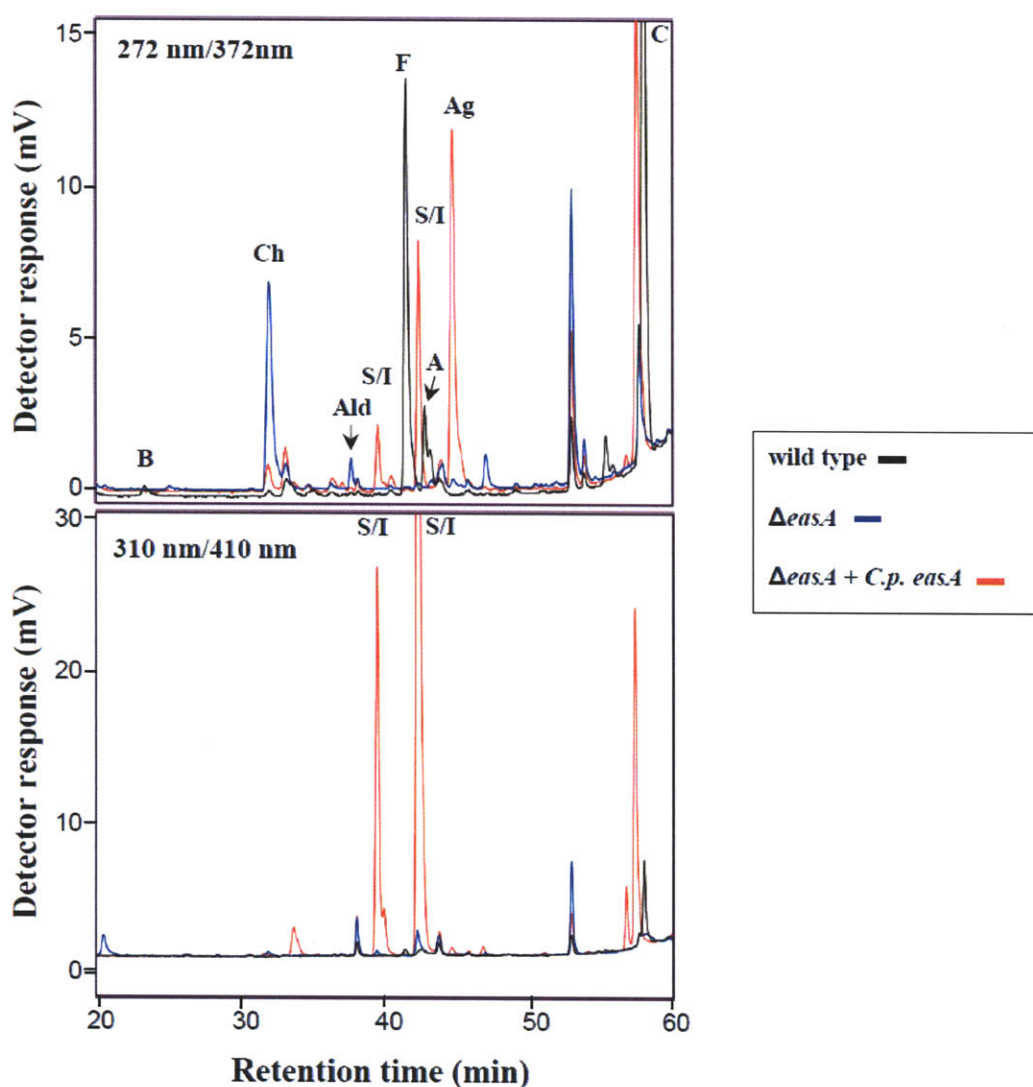 15
10
5
0
Detector response (mV)
272 nm/372nm
B
Ch
Ald
S/I
F
S/I
A
Ag
C
30
20
10
0
Detector response (mV)
310 nm/410 nm
S/I
S/I
20
30
40
50
60
Retention time (min)
wild type
ΔeasA
ΔeasA + C.p. easA